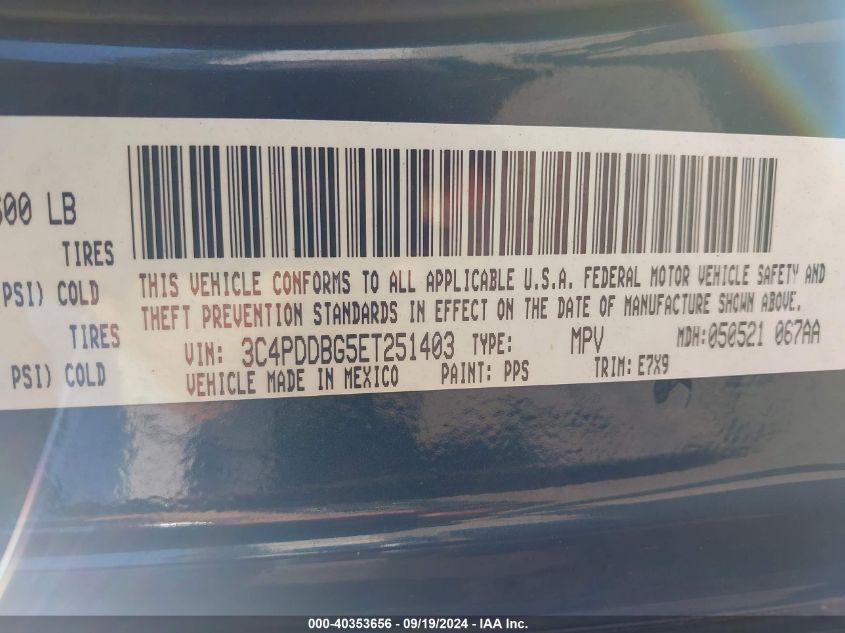 600 LB
TIRES
PSI) COLD
TIRES
PSI) COLD
THIS VEHICLE CONFORMS TO ALL APPLICABLE U.S.A. FEDERAL MOTOR VEHICLE SAFETY AND
THEFT PREVENTION STANDARDS IN EFFECT ON THE DATE OF MANUFACTURE SHOWN ABOVE.
VIN: 3C4PDDBG5ET251403 TYPE: MPV MDH:050521 067AA
VEHICLE MADE IN MEXICO PAINT: PPS TRIM: E7X9
000-40353656 - 09/19/2024 - IAA Inc.